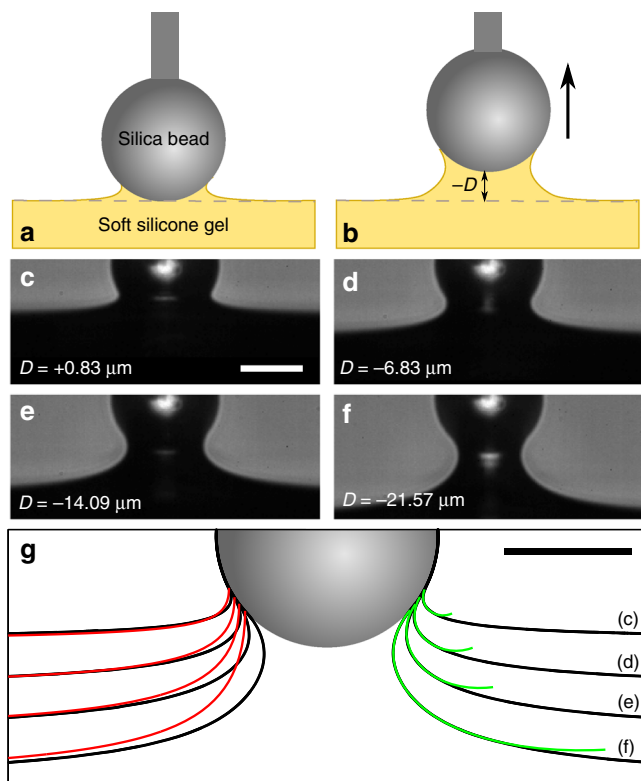 Silica bead
–D
Soft silicone gel
a
b
c
D = +0.83 μm
d
D = –6.83 μm
e
D = –14.09 μm
f
D = –21.57 μm
g
(c)
(d)
(e)
(f)